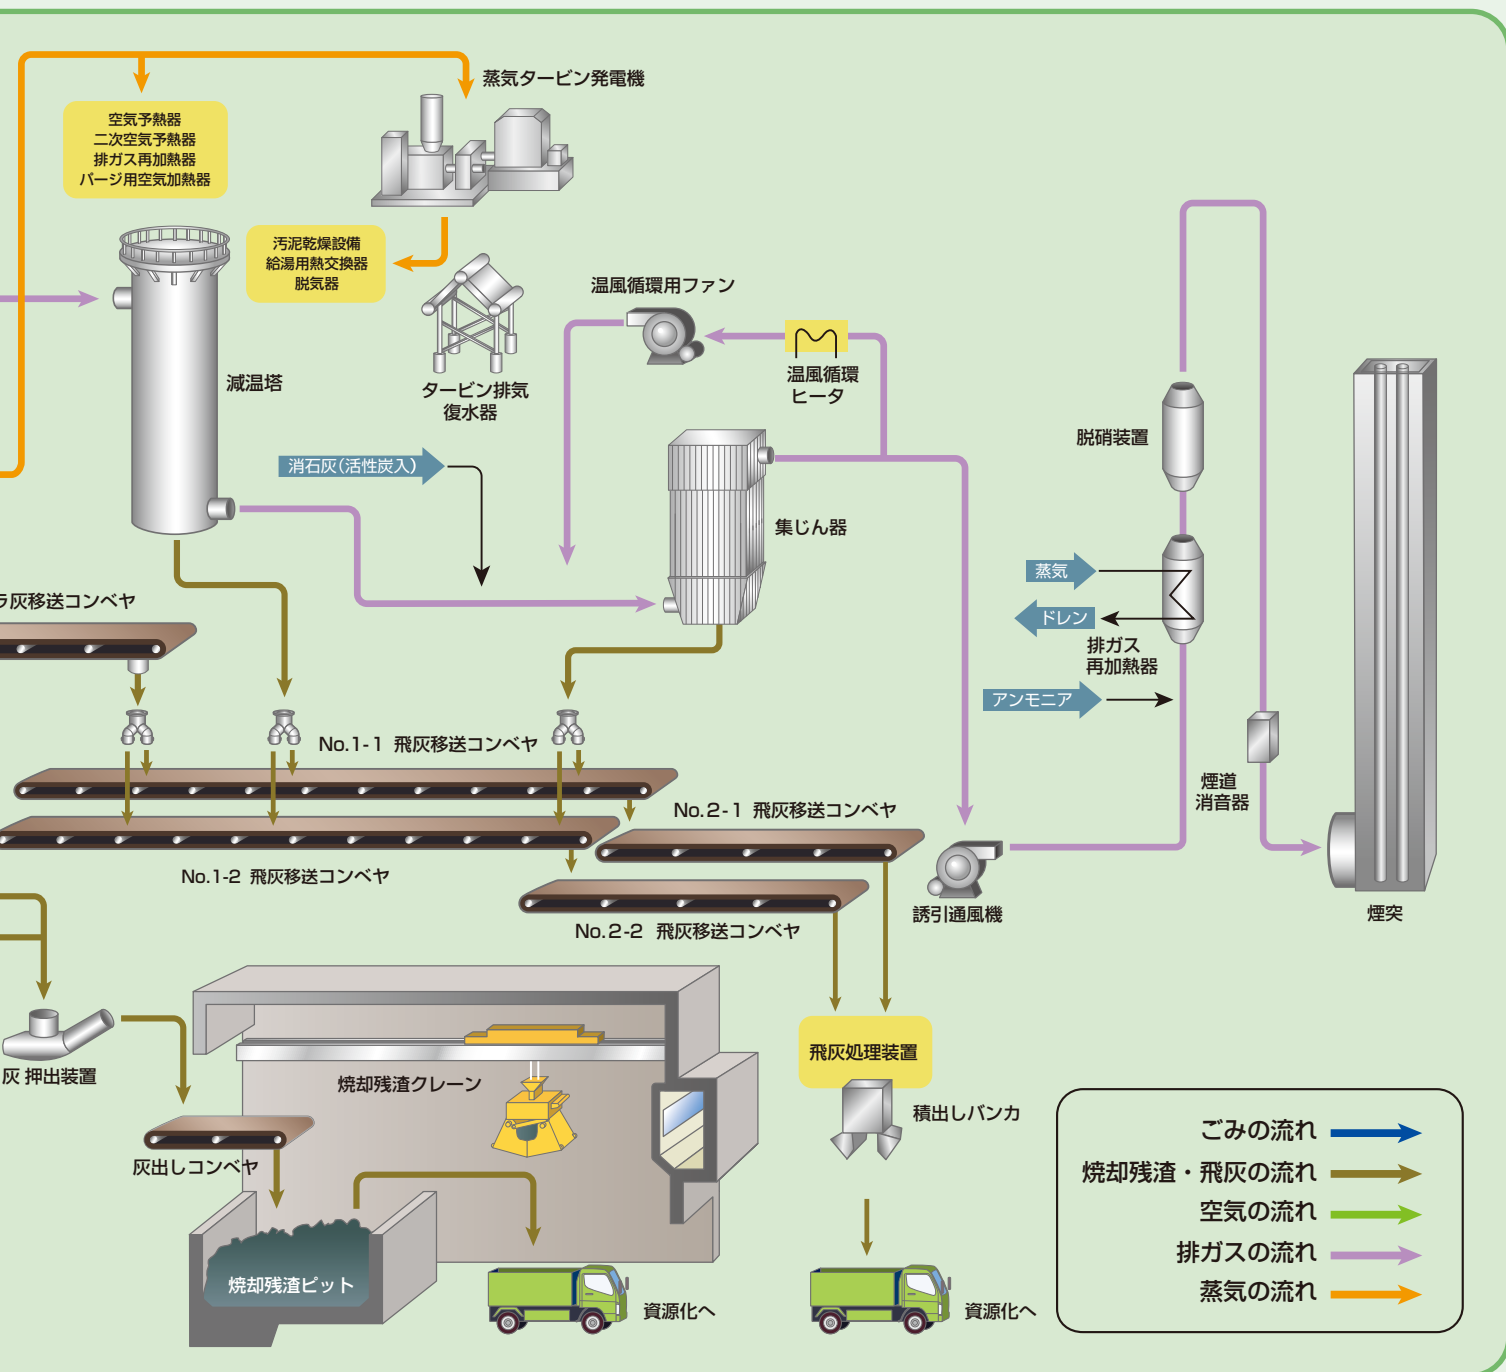 蒸気タービン発電機
空気予熱器
二次空気予熱器
排ガス再加熱器
パージ用空気加熱器
汚泥乾燥設備
給湯用熱交換器
脱気器
温風循環用ファン
減温塔
タービン排気
復水器
温風循環
ヒータ
脱硝装置
消石灰(活性炭入)
集じん器
蒸気
ドレン
排ガス
再加熱器
アンモニア
ラ灰移送コンベヤ
No.1-1 飛灰移送コンベヤ
煙道
消音器
No.2-1 飛灰移送コンベヤ
No.1-2 飛灰移送コンベヤ
No.2-2 飛灰移送コンベヤ
誘引通風機
煙突
灰 押出装置
焼却残渣クレーン
飛灰処理装置
積出しバンカ
灰出しコンベヤ
焼却残渣ピット
資源化へ
資源化へ
ごみの流れ
焼却残渣・飛灰の流れ
空気の流れ
排ガスの流れ
蒸気の流れ